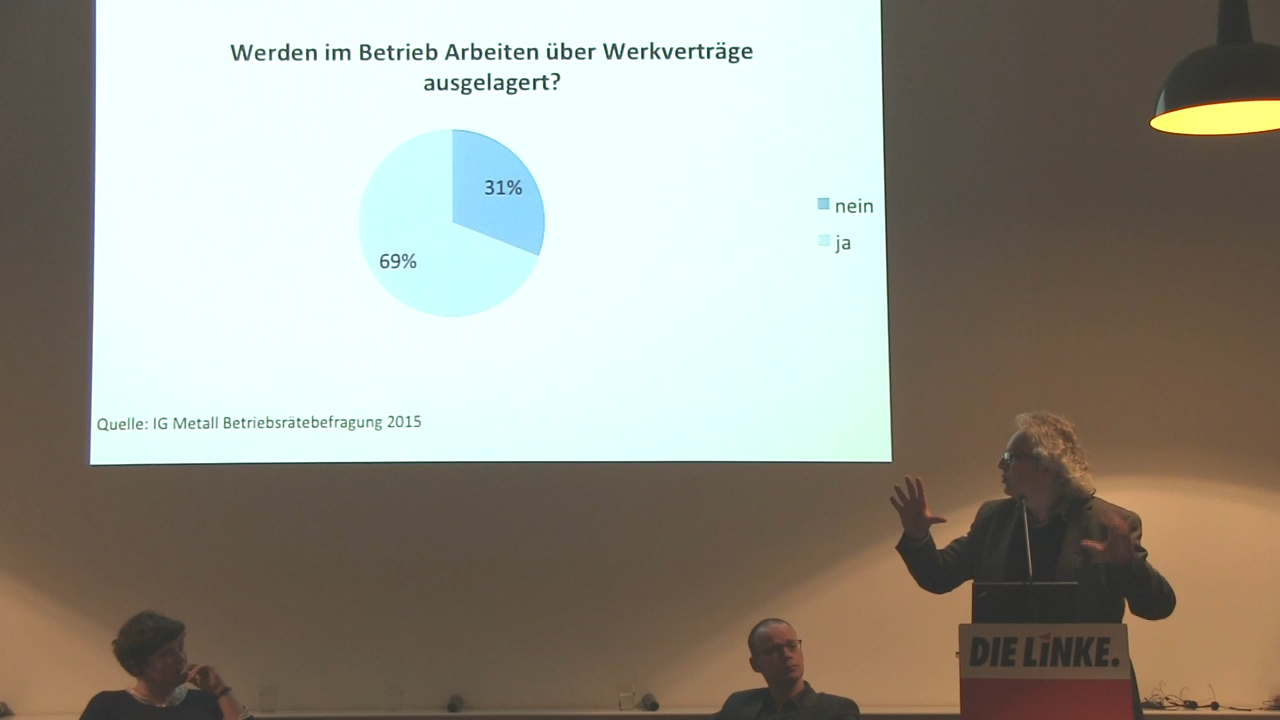 Werden im Betrieb Arbeiten über Werkverträge
ausgelagert?
31%
69%
nein
ja
Quelle: IG Metall Betriebsrätebefragung 2015
DIE LINKE.